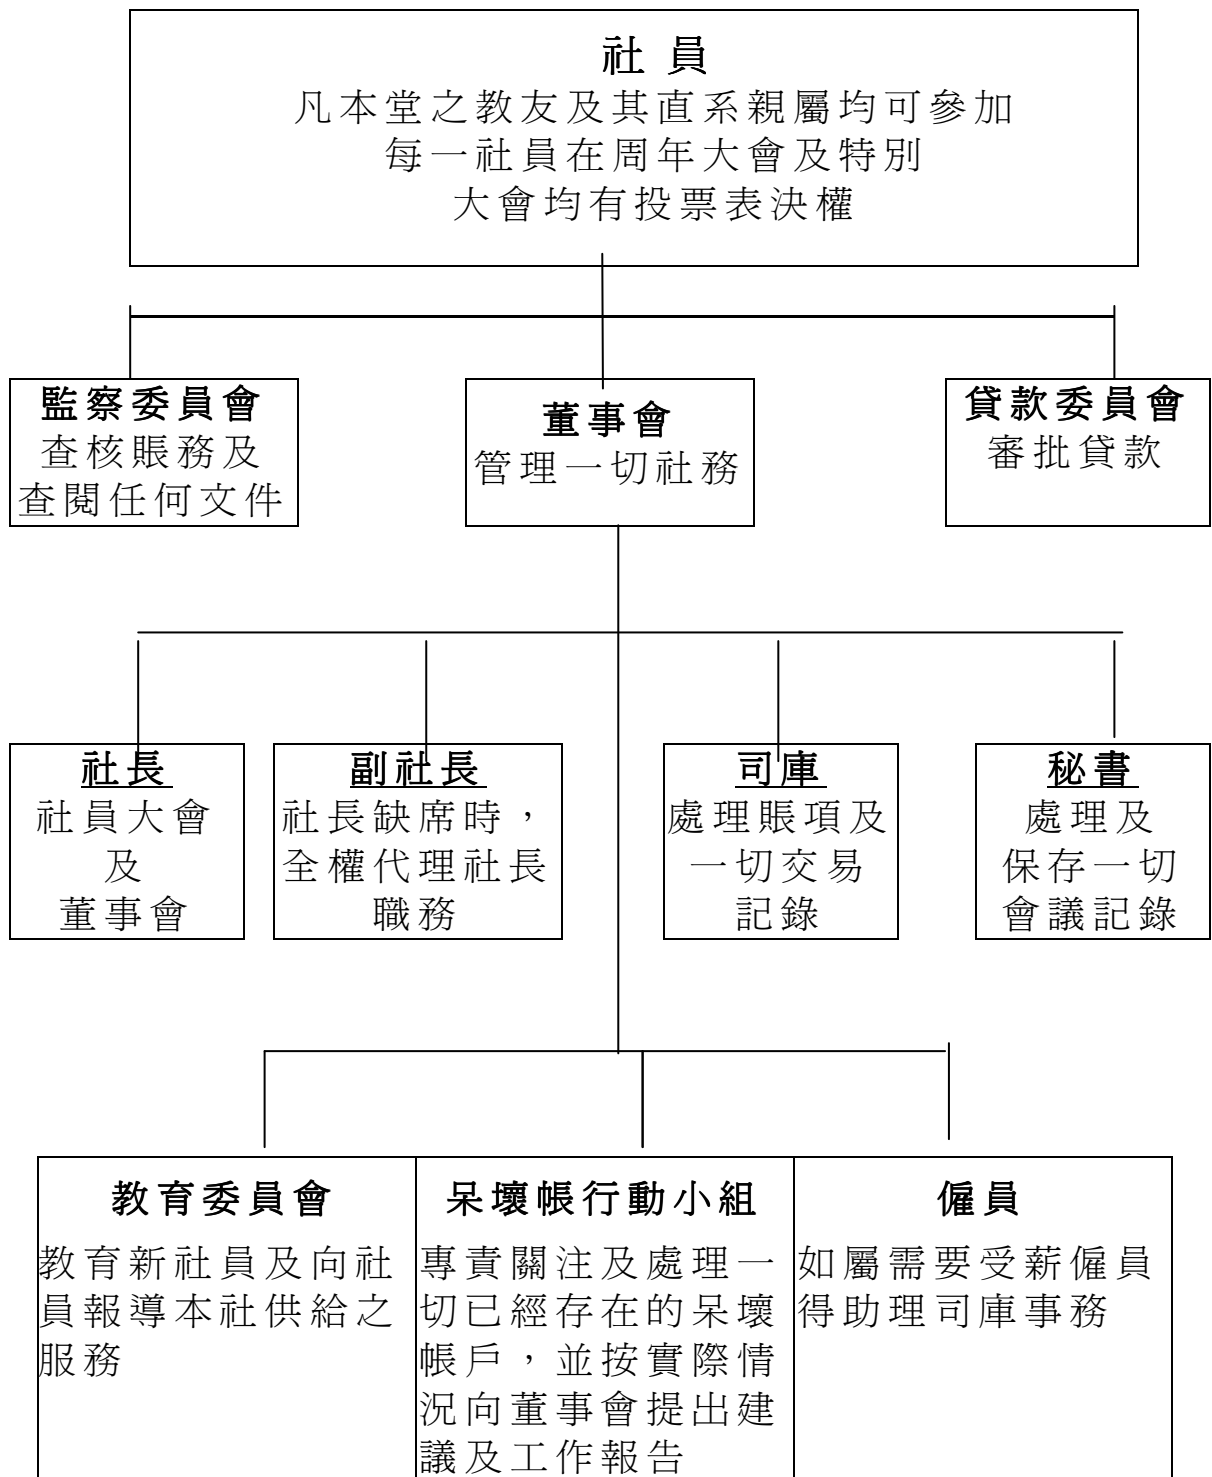 社員
凡本堂之教友及其直系親屬均可參加
每一社員在周年大會及特別
大會均有投票表決權
監察委員會
查核賬務及
查閱任何文件
董事會
管理一切社務
貸款委員會
審批貸款
社長
社員大會
及
董事會
副社長
社長缺席時，
全權代理社長
職務
司庫
處理賬項及
一切交易
記錄
秘書
處理及
保存一切
會議記錄
教育委員會
教育新社員及向社
員報導本社供給之
服務
呆壞帳行動小組
專責關注及處理一
切已經存在的呆壞
帳戶，並按實際情
況向董事會提出建
議及工作報告
僱員
如屬需要受薪僱員
得助理司庫事務